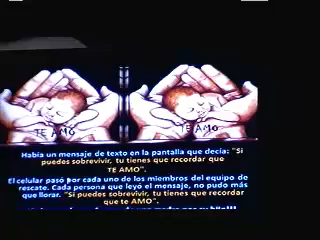 TE AMO TE AMO
Había un mensaje de texto en la pantalla que decía: "Si
puedes sobrevivir, tu tienes que recordar que
TE AMO".
El celular pasó por cada uno de los miembros del equipo de
rescate. Cada persona que leyó el mensaje, no pudo más
que llorar. "Si puedes sobrevivir, tu tienes que recordar
que te AMO".